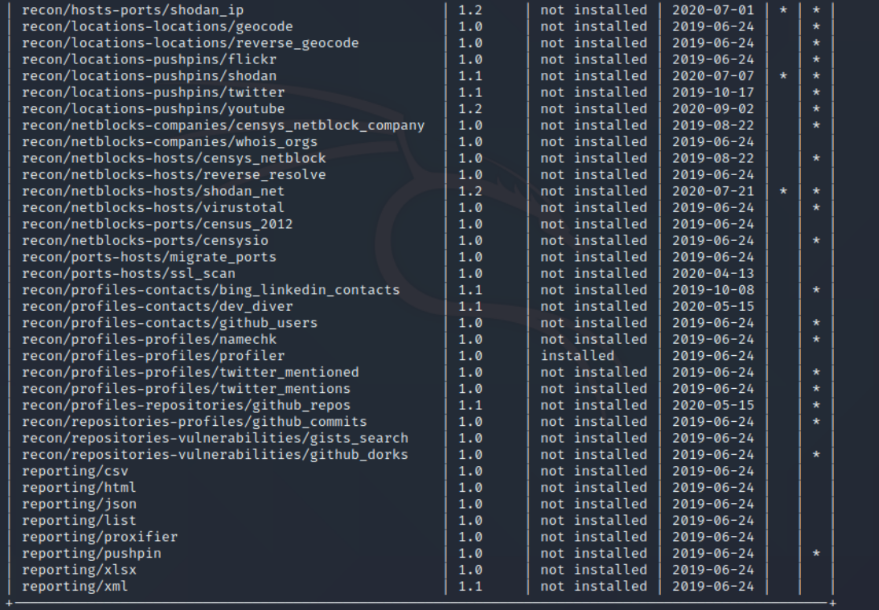 | recon/hosts-ports/shodan_ip | 1.2 | not installed | 2020-07-01 | * | * |
| recon/locations-locations/geocode | 1.0 | not installed | 2019-06-24 | | * |
| recon/locations-locations/reverse_geocode | 1.0 | not installed | 2019-06-24 | | * |
| recon/locations-pushpins/flickr | 1.0 | not installed | 2019-06-24 | | * |
| recon/locations-pushpins/shodan | 1.1 | not installed | 2020-07-07 | * | * |
| recon/locations-pushpins/twitter | 1.1 | not installed | 2019-10-17 | | * |
| recon/locations-pushpins/youtube | 1.2 | not installed | 2020-09-02 | | * |
| recon/netblocks-companies/censys_netblock_company | 1.0 | not installed | 2019-08-22 | | * |
| recon/netblocks-companies/whois_orgs | 1.0 | not installed | 2019-06-24 | | |
| recon/netblocks-hosts/censys_netblock | 1.0 | not installed | 2019-08-22 | | * |
| recon/netblocks-hosts/reverse_resolve | 1.0 | not installed | 2019-06-24 | | |
| recon/netblocks-hosts/shodan_net | 1.2 | not installed | 2020-07-21 | * | * |
| recon/netblocks-hosts/virustotal | 1.0 | not installed | 2019-06-24 | | * |
| recon/netblocks-ports/census_2012 | 1.0 | not installed | 2019-06-24 | | |
| recon/netblocks-ports/censysio | 1.0 | not installed | 2019-06-24 | | * |
| recon/ports-hosts/migrate_ports | 1.0 | not installed | 2019-06-24 | | |
| recon/ports-hosts/ssl_scan | 1.0 | not installed | 2020-04-13 | | |
| recon/profiles-contacts/bing_linkedin_contacts | 1.1 | not installed | 2019-10-08 | | * |
| recon/profiles-contacts/dev_diver | 1.1 | not installed | 2020-05-15 | | |
| recon/profiles-contacts/github_users | 1.0 | not installed | 2019-06-24 | | * |
| recon/profiles-profiles/namechk | 1.0 | not installed | 2019-06-24 | | * |
| recon/profiles-profiles/profiler | 1.0 | installed | 2019-06-24 | | |
| recon/profiles-profiles/twitter_mentioned | 1.0 | not installed | 2019-06-24 | | * |
| recon/profiles-profiles/twitter_mentions | 1.0 | not installed | 2019-06-24 | | * |
| recon/profiles-repositories/github_repos | 1.1 | not installed | 2020-05-15 | | * |
| recon/repositories-profiles/github_commits | 1.0 | not installed | 2019-06-24 | | * |
| recon/repositories-vulnerabilities/gists_search | 1.0 | not installed | 2019-06-24 | | |
| recon/repositories-vulnerabilities/github_dorks | 1.0 | not installed | 2019-06-24 | | * |
| reporting/csv | 1.0 | not installed | 2019-06-24 | | |
| reporting/html | 1.0 | not installed | 2019-06-24 | | |
| reporting/json | 1.0 | not installed | 2019-06-24 | | |
| reporting/list | 1.0 | not installed | 2019-06-24 | | |
| reporting/proxifier | 1.0 | not installed | 2019-06-24 | | |
| reporting/pushpin | 1.0 | not installed | 2019-06-24 | | * |
| reporting/xlsx | 1.0 | not installed | 2019-06-24 | | |
| reporting/xml | 1.1 | not installed | 2019-06-24 | | |